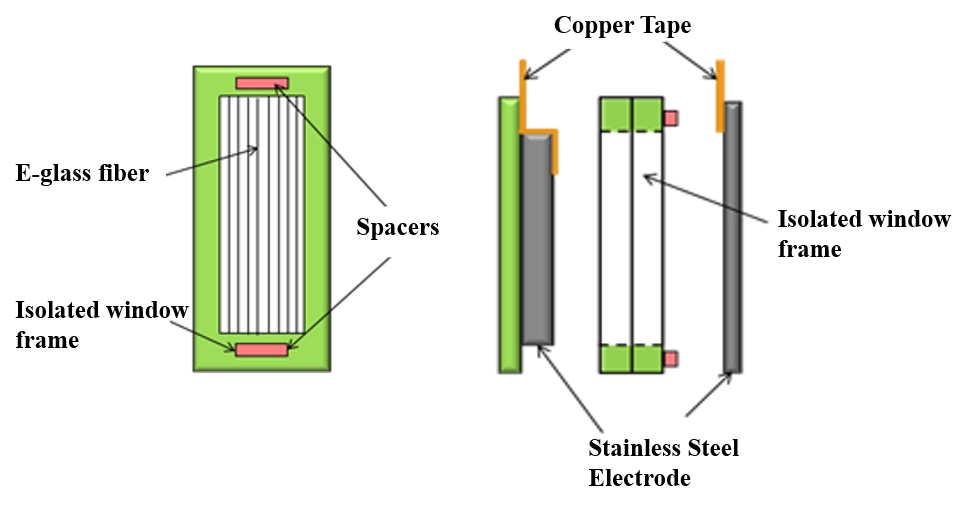 Copper Tape
E-glass fiber
Spacers
Isolated window
frame
Isolated window
frame
Stainless Steel
Electrode